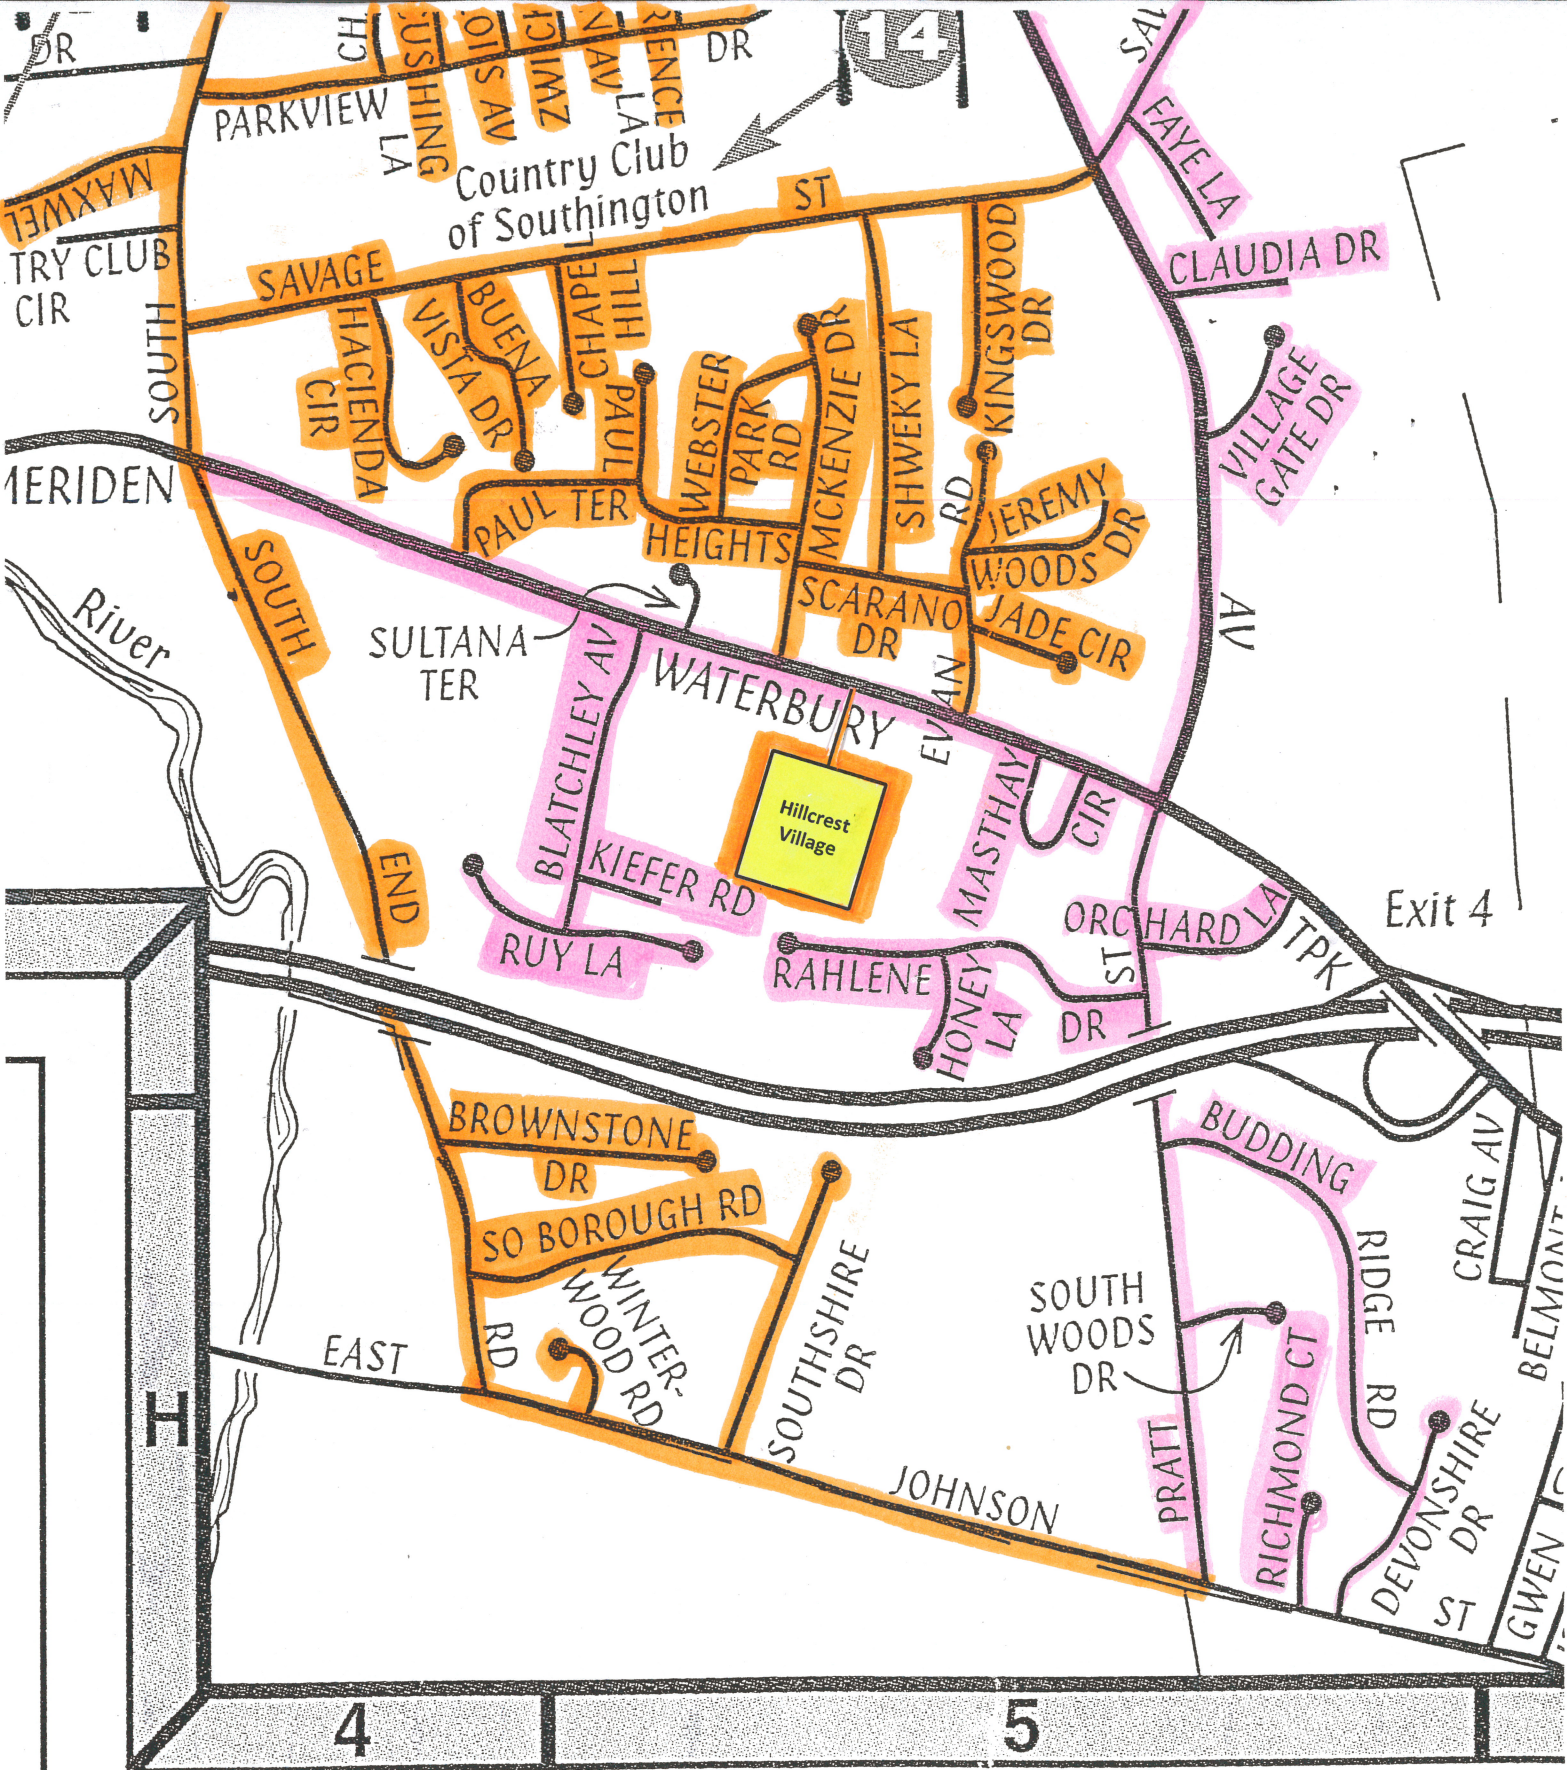 DR
CH
CUSHING
LA
OIS AV
ZWICH
N AV
LA
RENCE
DR
14
SAV
PARKVIEW
MAXWEL
TRY CLUB
CIR
SOUTH
Country Club
of Southington
SAVAGE
ST
FAYE LA
CLAUDIA DR
VILLAGE
GATE DR
HACIENDA
CIR
BUENA
VISTA DR
CHAPEL
HILL
PAUL
PAUL TER
WEBSTER
PARK
RD
HEIGHTS
MCKENZIE DR
SHWEKY LA
KINGSWOOD
DR
RD
JEREMY
WOODS DR
SCARANO
DR
JADE CIR
EVAN
MERIDEN
SOUTH
River
SULTANA
TER
WATERBURY
AV
BLATCHLEY AV
KIEFER RD
RUY LA
Hillcrest
Village
MASTHAY
CIR
ORCHARD LA
ST
TPK
Exit 4
END
RAHLENE
DR
HONEY
LA
BROWNSTONE
DR
SO BOROUGH RD
WINTER-
WOOD RD
SOUTHSHIRE
DR
RD
EAST
JOHNSON
ST
BUDDING
RIDGE RD
SOUTH
WOODS
DR
PRATT
RICHMOND CT
DEVONSHIRE
DR
CRAIG AV
BELMONT
GWEN
H
4
5